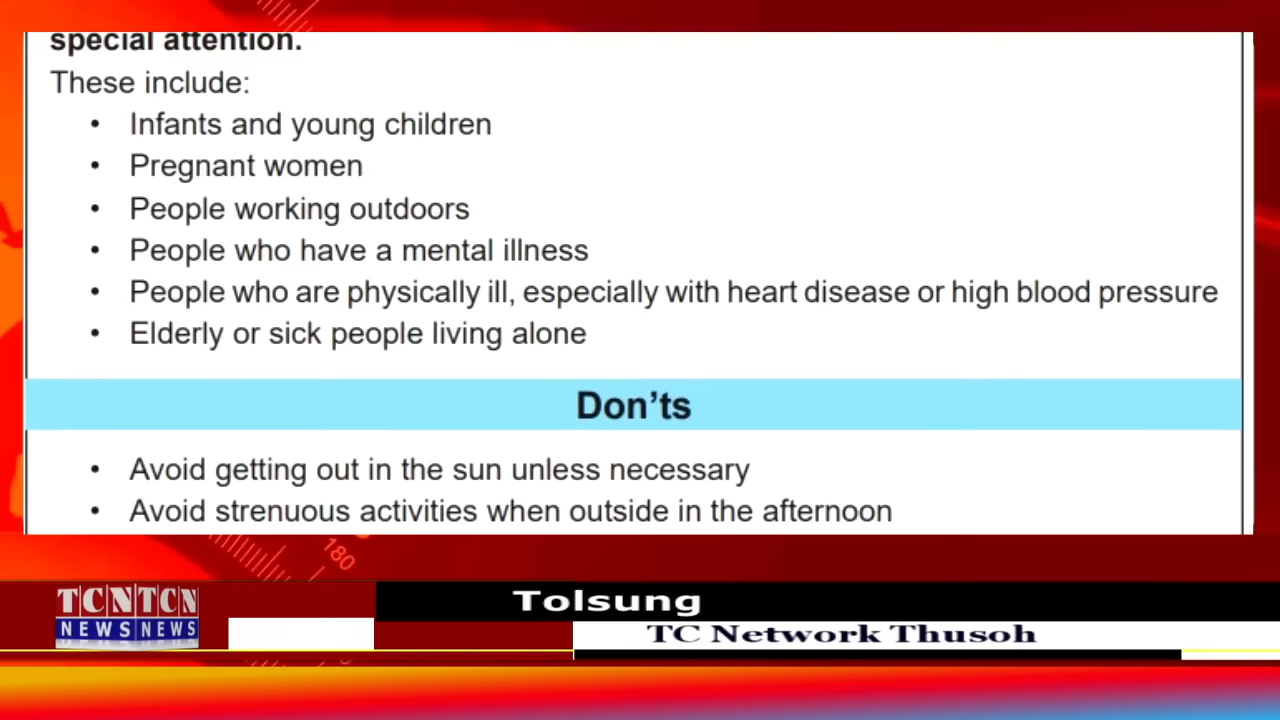 special attention.
These include:
• Infants and young children
• Pregnant women
• People working outdoors
• People who have a mental illness
• People who are physically ill, especially with heart disease or high blood pressure
• Elderly or sick people living alone
Don’ts
• Avoid getting out in the sun unless necessary
• Avoid strenuous activities when outside in the afternoon
180
TCNTCN
NEWS NEWS
Tolsung
TC Network Thusoh